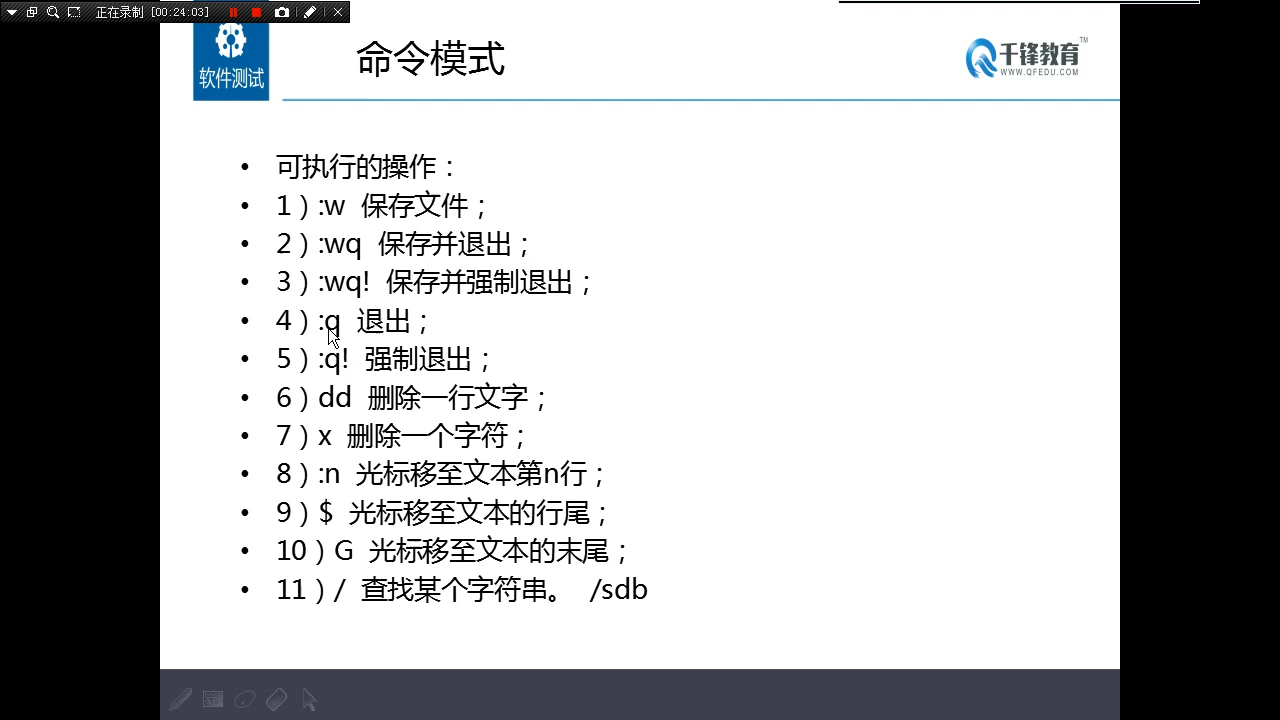 正在录制 [00:24:03]
软件测试
命令模式
千锋教育 TM
WWW.QFEDU.COM
• 可执行的操作：
• 1）:w 保存文件；
• 2）:wq 保存并退出；
• 3）:wq! 保存并强制退出；
• 4）:q 退出；
• 5）:q! 强制退出；
• 6）dd 删除一行文字；
• 7）x 删除一个字符；
• 8）:n 光标移至文本第n行；
• 9）$ 光标移至文本的行尾；
• 10）G 光标移至文本的末尾；
• 11）/ 查找某个字符串。 /sdb